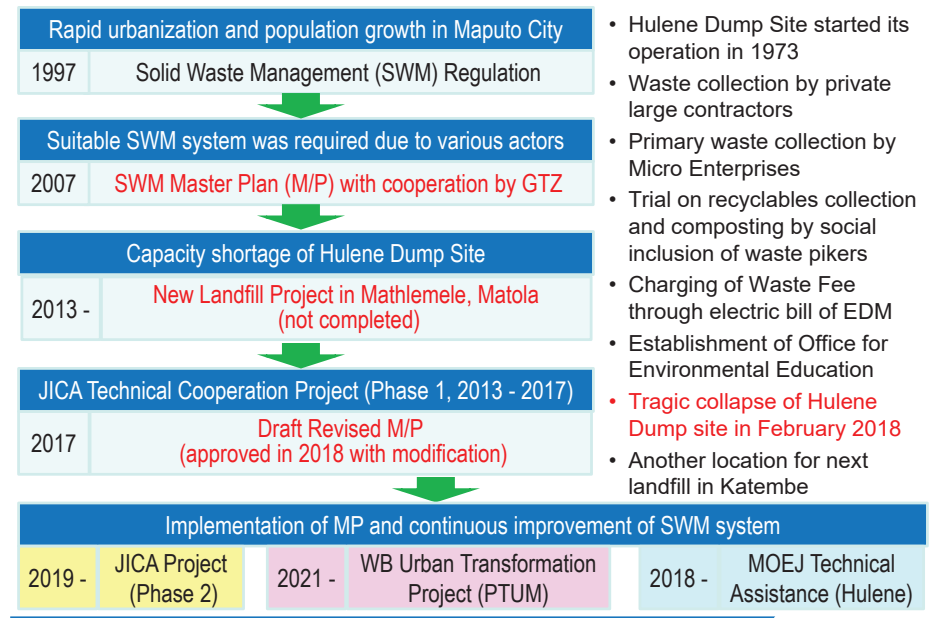 Rapid urbanization and population growth in Maputo City
1997 Solid Waste Management (SWM) Regulation
Suitable SWM system was required due to various actors
2007 SWM Master Plan (M/P) with cooperation by GTZ
Capacity shortage of Hulene Dump Site
2013 - New Landfill Project in Mathlemele, Matola
(not completed)
JICA Technical Cooperation Project (Phase 1, 2013 - 2017)
2017 Draft Revised M/P
(approved in 2018 with modification)
• Hulene Dump Site started its
operation in 1973
• Waste collection by private
large contractors
• Primary waste collection by
Micro Enterprises
• Trial on recyclables collection
and composting by social
inclusion of waste pikers
• Charging of Waste Fee
through electric bill of EDM
• Establishment of Office for
Environmental Education
• Tragic collapse of Hulene
Dump site in February 2018
• Another location for next
landfill in Katembe
Implementation of MP and continuous improvement of SWM system
2019 - JICA Project
(Phase 2)
2021 - WB Urban Transformation
Project (PTUM)
2018 - MOEJ Technical
Assistance (Hulene)